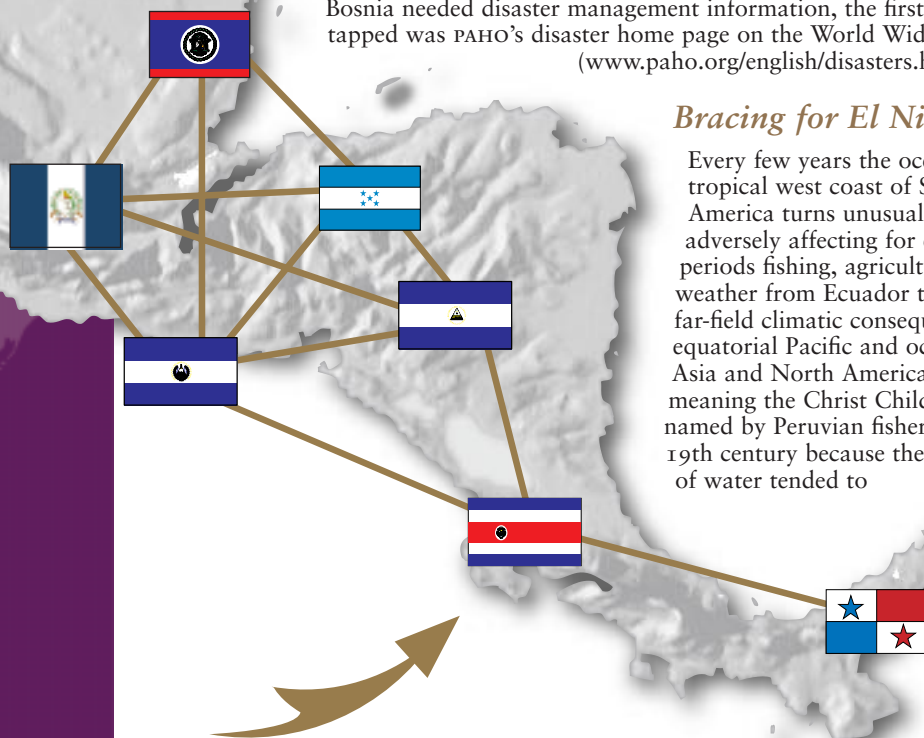 Bosnia needed disaster management information, the first
tapped was PAHO's disaster home page on the World Wid
(www.paho.org/english/disasters.h
Bracing for El Ni
Every few years the oc
tropical west coast of S
America turns unusual
adversely affecting for
periods fishing, agricult
weather from Ecuador t
far-field climatic consequ
equatorial Pacific and oc
Asia and North America
meaning the Christ Child
named by Peruvian fisher
19th century because the
of water tended to